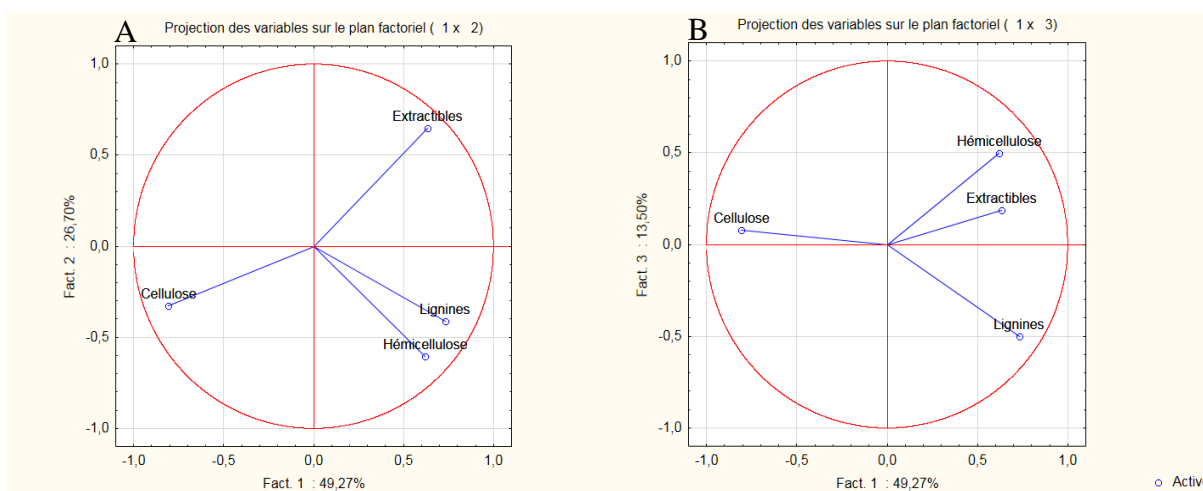 A
Projection des variables sur le plan factoriel ( 1 x 2)
1,0
0,5
0,0
-0,5
-1,0
Fact. 2 : 26,70%
Extractibles
Cellulose
Lignines
Hémicellulose
-1,0 -0,5 0,0 0,5 1,0
Fact. 1 : 49,27%
B
Projection des variables sur le plan factoriel ( 1 x 3)
1,0
0,5
0,0
-0,5
-1,0
Fact. 3 : 13,50%
Hémicellulose
Extractibles
Cellulose
Lignines
-1,0 -0,5 0,0 0,5 1,0
Fact. 1 : 49,27%
Active